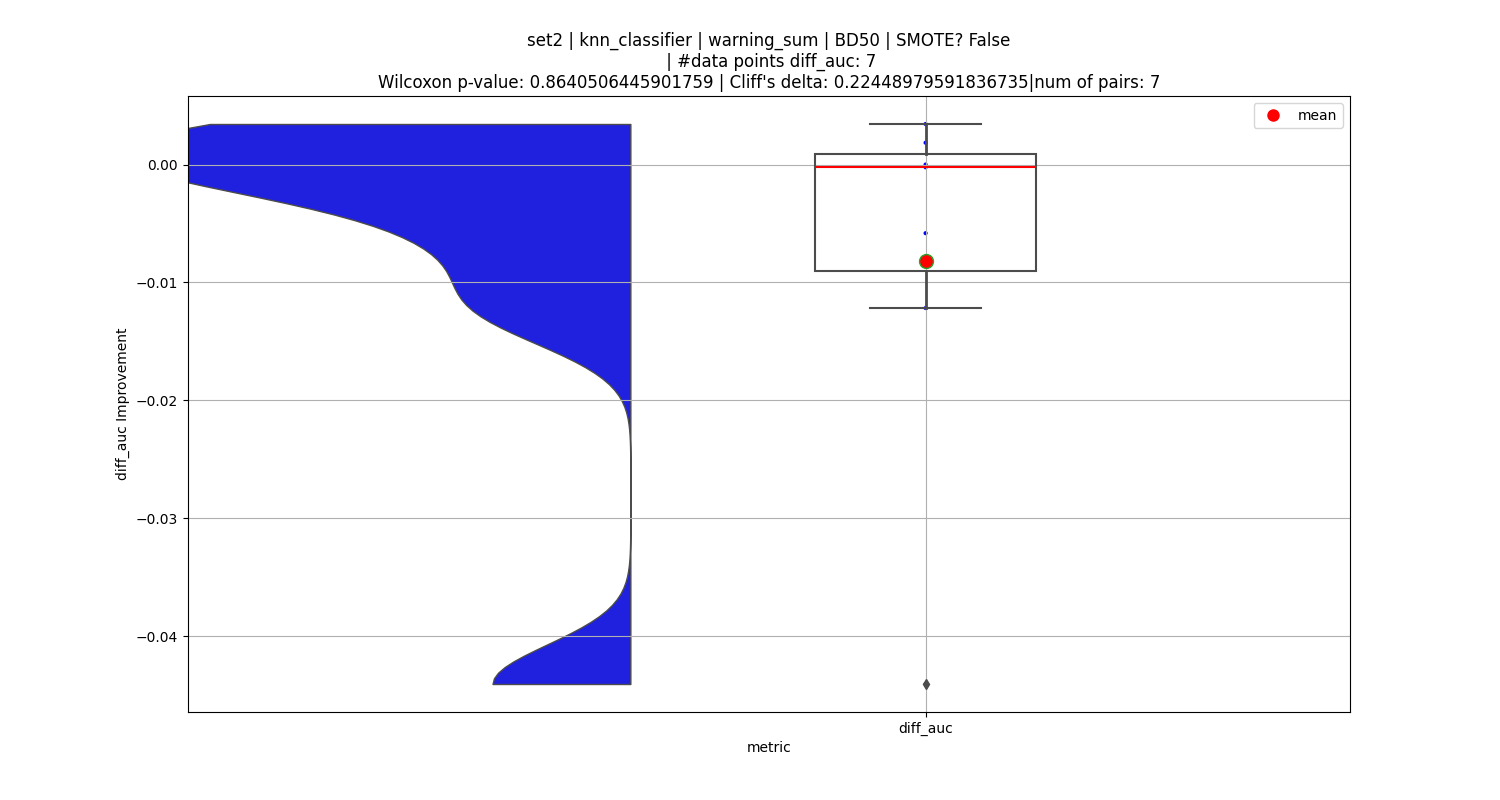 set2 | knn_classifier | warning_sum | BD50 | SMOTE? False
| #data points diff_auc: 7
Wilcoxon p-value: 0.8640506445901759 | Cliff's delta: 0.22448979591836735|num of pairs: 7
mean
0.00
−0.01
−0.02
−0.03
−0.04
diff_auc Improvement
diff_auc
metric